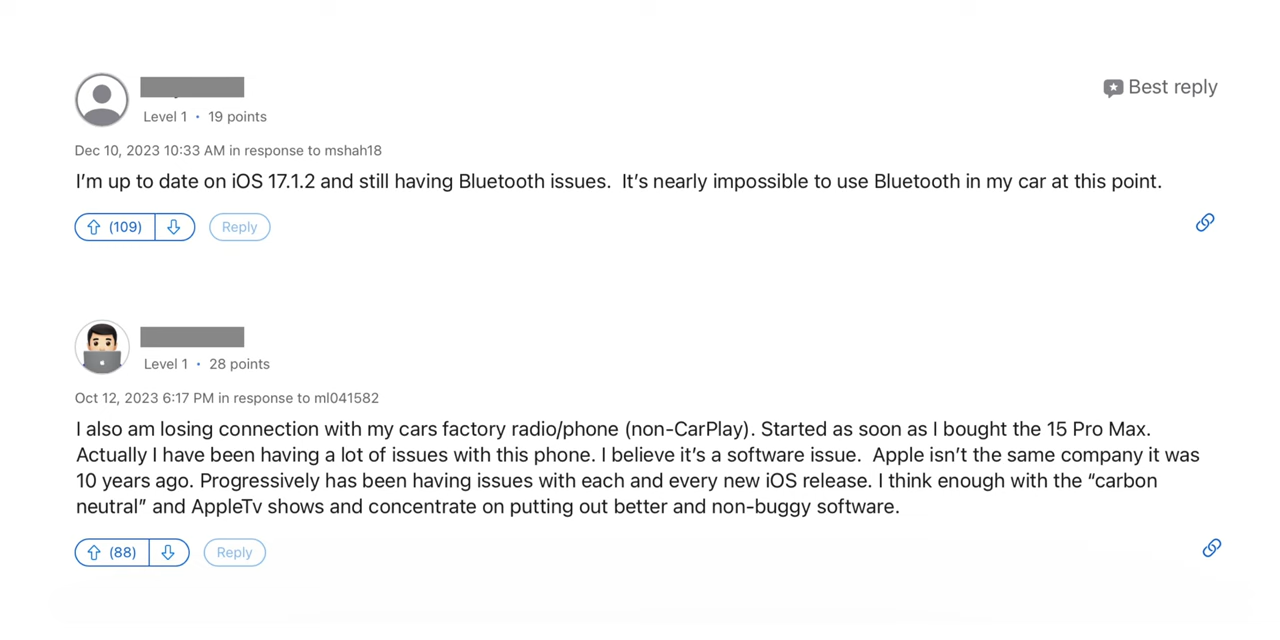 Best reply
Level 1 • 19 points
Dec 10, 2023 10:33 AM in response to mshah18
I’m up to date on iOS 17.1.2 and still having Bluetooth issues.  It’s nearly impossible to use Bluetooth in my car at this point.
(109) Reply
Level 1 • 28 points
Oct 12, 2023 6:17 PM in response to ml041582
I also am losing connection with my cars factory radio/phone (non-CarPlay). Started as soon as I bought the 15 Pro Max.
Actually I have been having a lot of issues with this phone. I believe it’s a software issue.  Apple isn’t the same company it was
10 years ago. Progressively has been having issues with each and every new iOS release. I think enough with the “carbon
neutral” and AppleTv shows and concentrate on putting out better and non-buggy software.
(88) Reply